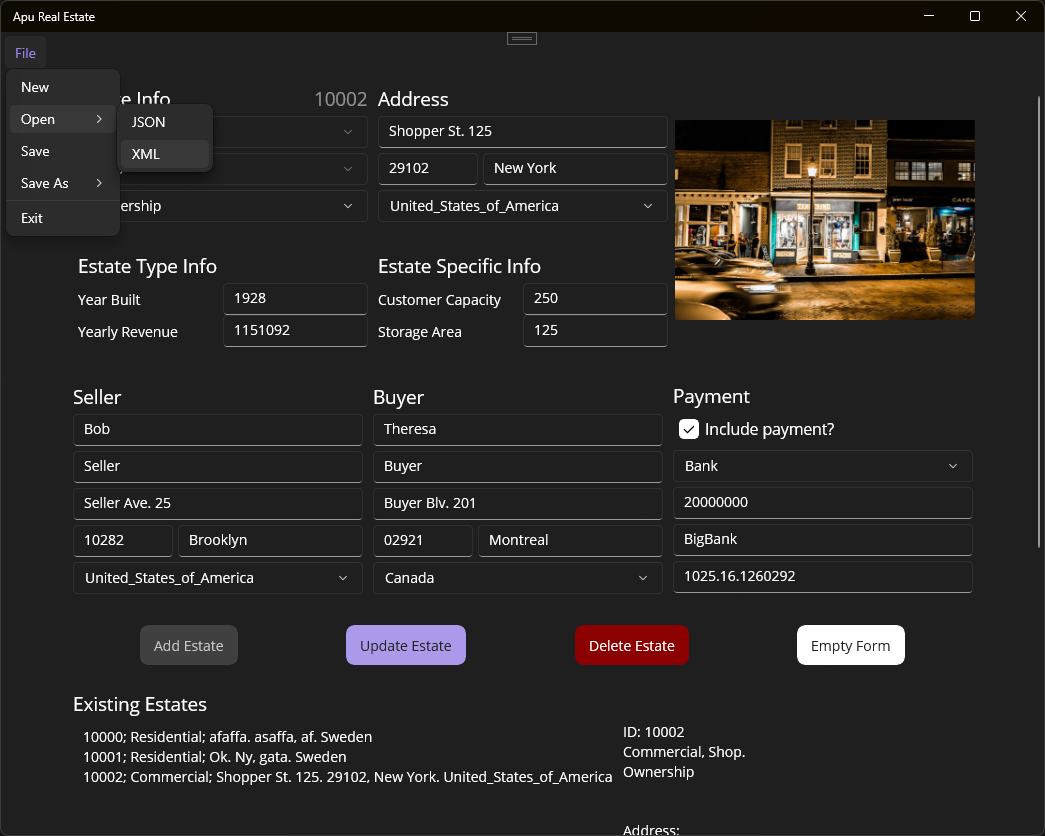 Apu Real Estate
File
New
Open
Save
Save As
Exit
JSON
XML
e Info
10002
ership
Address
Shopper St. 125
29102
New York
United_States_of_America
Estate Type Info
Year Built
1928
Yearly Revenue
1151092
Estate Specific Info
Customer Capacity
250
Storage Area
125
Seller
Bob
Seller
Seller Ave. 25
10282
Brooklyn
United_States_of_America
Buyer
Theresa
Buyer
Buyer Blv. 201
02921
Montreal
Canada
Payment
Include payment?
Bank
20000000
BigBank
1025.16.1260292
Add Estate
Update Estate
Delete Estate
Empty Form
Existing Estates
10000; Residential; afaffa. asaffa, af. Sweden
10001; Residential; Ok. Ny, gata. Sweden
10002; Commercial; Shopper St. 125. 29102, New York. United_States_of_America
ID: 10002
Commercial, Shop.
Ownership
Address: